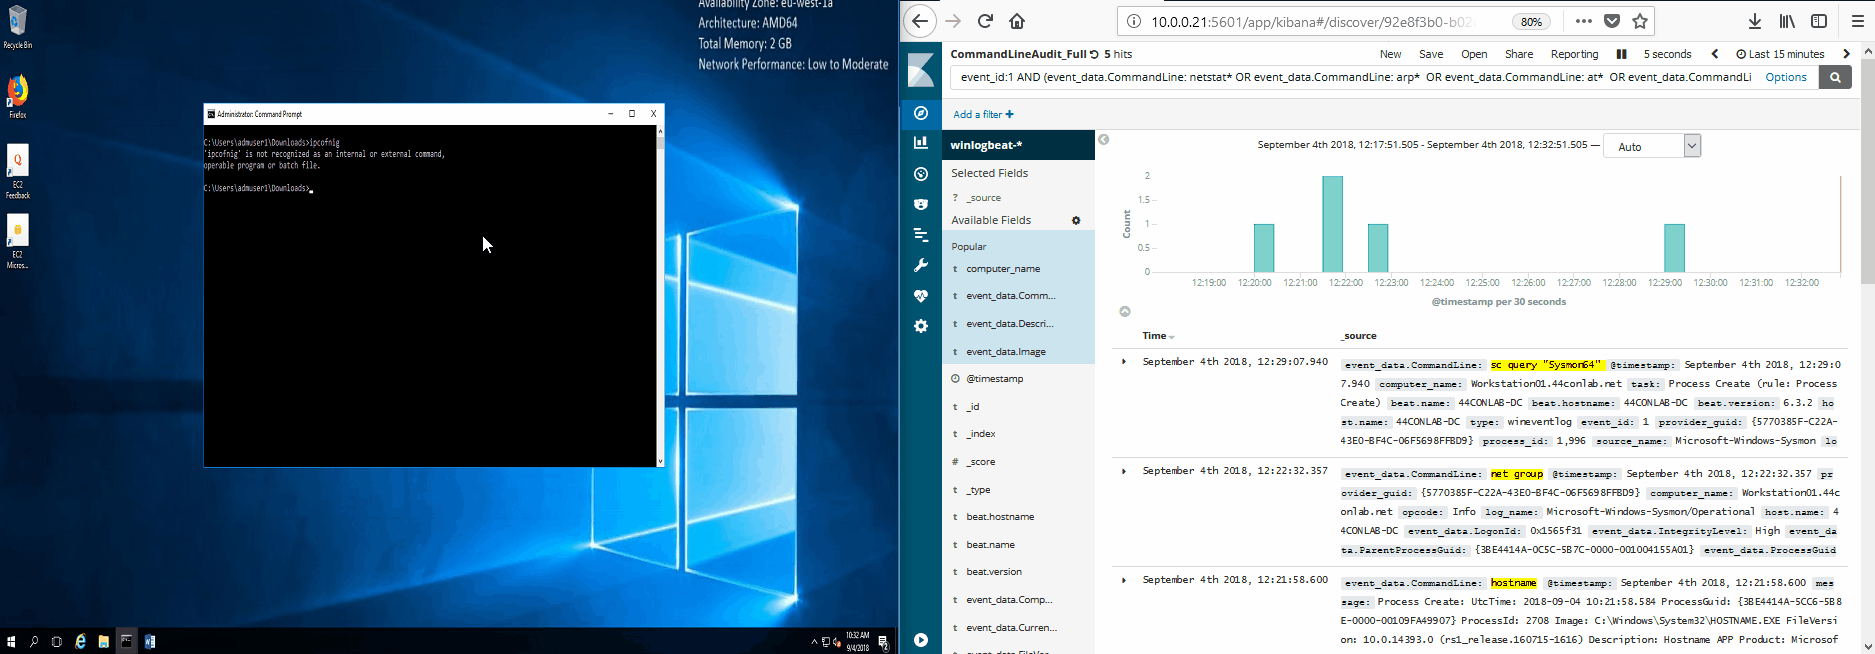 Availability Zone: eu-west-1a
Architecture: AMD64
Total Memory: 2 GB
Network Performance: Low to Moderate
Recycle Bin
Firefox
EC2
Feedback
EC2
Micros...
Administrator: Command Prompt
C:\Users\admuser1\Downloads>ipcofnig
'ipcofnig' is not recognized as an internal or external command,
operable program or batch file.
C:\Users\admuser1\Downloads>
10:32 AM
9/4/2018
10.0.0.21:5601/app/kibana#/discover/92e8f3b0-b02
80%
CommandLineAudit_Full 5 hits
New Save Open Share Reporting 5 seconds Last 15 minutes
event_id:1 AND (event_data.CommandLine: netstat* OR event_data.CommandLine: arp* OR event_data.CommandLine: at* OR event_data.CommandLi
Options
Add a filter +
winlogbeat-*
Selected Fields
? _source
Available Fields
Popular
t computer_name
t event_data.Comm...
t event_data.Descri...
t event_data.Image
@timestamp
t _id
t _index
# _score
t _type
t beat.hostname
t beat.name
t beat.version
t event_data.Comp...
t event_data.Curren...
September 4th 2018, 12:17:51.505 - September 4th 2018, 12:32:51.505 —
Auto
Count
2
1.5
1
0.5
0
12:19:00 12:20:00 12:21:00 12:22:00 12:23:00 12:24:00 12:25:00 12:26:00 12:27:00 12:28:00 12:29:00 12:30:00 12:31:00 12:32:00
@timestamp per 30 seconds
Time _source
September 4th 2018, 12:29:07.940
event_data.CommandLine: sc query "Sysmon64" @timestamp: September 4th 2018, 12:29:0
7.940 computer_name: Workstation01.44conlab.net task: Process Create (rule: Process
Create) beat.name: 44CONLAB-DC beat.hostname: 44CONLAB-DC beat.version: 6.3.2 ho
st.name: 44CONLAB-DC type: wineventlog event_id: 1 provider_guid: {5770385F-C22A-
43E0-BF4C-06F5698FFBD9} process_id: 1,996 source_name: Microsoft-Windows-Sysmon lo
September 4th 2018, 12:22:32.357
event_data.CommandLine: net group @timestamp: September 4th 2018, 12:22:32.357 pr
ovider_guid: {5770385F-C22A-43E0-BF4C-06F5698FFBD9} computer_name: Workstation01.44c
onlab.net opcode: Info log_name: Microsoft-Windows-Sysmon/Operational host.name: 4
4CONLAB-DC event_data.LogonId: 0x1565f31 event_data.IntegrityLevel: High event_da
ta.ParentProcessGuid: {3BE4414A-0C5C-5B7C-0000-001004155A01} event_data.ProcessGuid
September 4th 2018, 12:21:58.600
event_data.CommandLine: hostname @timestamp: September 4th 2018, 12:21:58.600 mes
sage: Process Create: UtcTime: 2018-09-04 10:21:58.584 ProcessGuid: {3BE4414A-5CC6-5B8
E-0000-00109FA49907} ProcessId: 2708 Image: C:\Windows\System32\HOSTNAME.EXE FileVersi
on: 10.0.14393.0 (rs1_release.160715-1616) Description: Hostname APP Product: Microsof